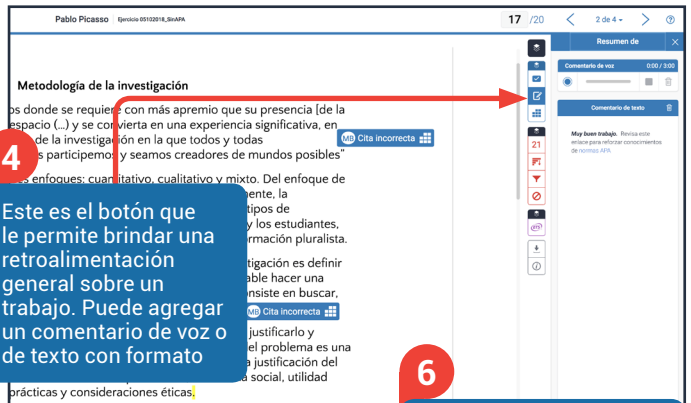 Pablo Picasso Ejercicio 05102018_SinAPA
17 /20
2 de 4
Resumen de
Metodología de la investigación
os donde se requiere con más apremio que su presencia [de la
espacio (...) y se convierta en una experiencia significativa, en
de la investigación en la que todos y todas
participemos y seamos creadores de mundos posibles"
MB Cita incorrecta
enfoques: cuantitativo, cualitativo y mixto. Del enfoque de
ente, la
tipos de
y los estudiantes,
ormación pluralista.
tigación es definir
able hacer una
nsiste en buscar,
MB Cita incorrecta
justificarlo y
el problema es una
a justificación del
a social, utilidad
prácticas y consideraciones éticas.
4
Este es el botón que
le permite brindar una
retroalimentación
general sobre un
trabajo. Puede agregar
un comentario de voz o
de texto con formato
6
21
ETS
Comentario de voz 0:00 / 3:00
Comentario de texto
Muy buen trabajo. Revisa este
enlace para reforzar conocimientos
de normas APA